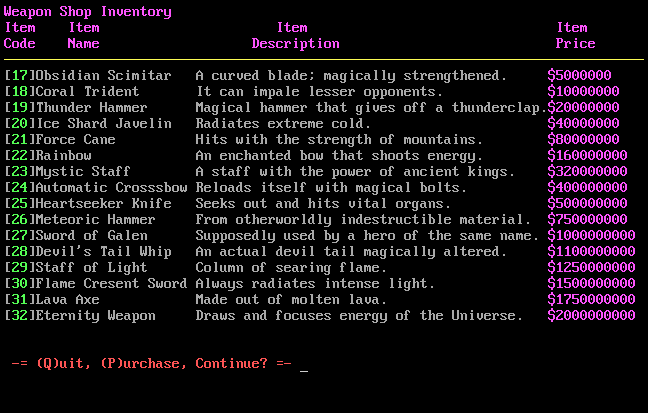 Weapon Shop Inventory
Item Item Item Item
Code Name Description Price
[17]Obsidian Scimitar A curved blade; magically strengthened. $5000000
[18]Coral Trident It can impale lesser opponents. $10000000
[19]Thunder Hammer Magical hammer that gives off a thunderclap.$20000000
[20]Ice Shard Javelin Radiates extreme cold. $40000000
[21]Force Cane Hits with the strength of mountains. $80000000
[22]Rainbow An enchanted bow that shoots energy. $160000000
[23]Mystic Staff A staff with the power of ancient kings. $320000000
[24]Automatic Crosssbow Reloads itself with magical bolts. $400000000
[25]Heartseeker Knife Seeks out and hits vital organs. $500000000
[26]Meteoric Hammer From otherworldly indestructible material. $750000000
[27]Sword of Galen Supposedly used by a hero of the same name. $1000000000
[28]Devil's Tail Whip An actual devil tail magically altered. $1100000000
[29]Staff of Light Column of searing flame. $1250000000
[30]Flame Cresent Sword Always radiates intense light. $1500000000
[31]Lava Axe Made out of molten lava. $1750000000
[32]Eternity Weapon Draws and focuses energy of the Universe. $2000000000
-= (Q)uit, (P)urchase, Continue? =- _